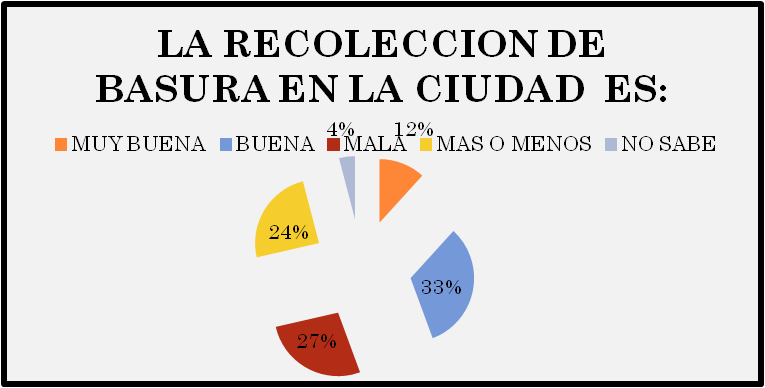 LA RECOLECCION DE
BASURA EN LA CIUDAD ES:
4% 12%
MUY BUENA BUENA MALA MAS O MENOS NO SABE
24%
33%
27%